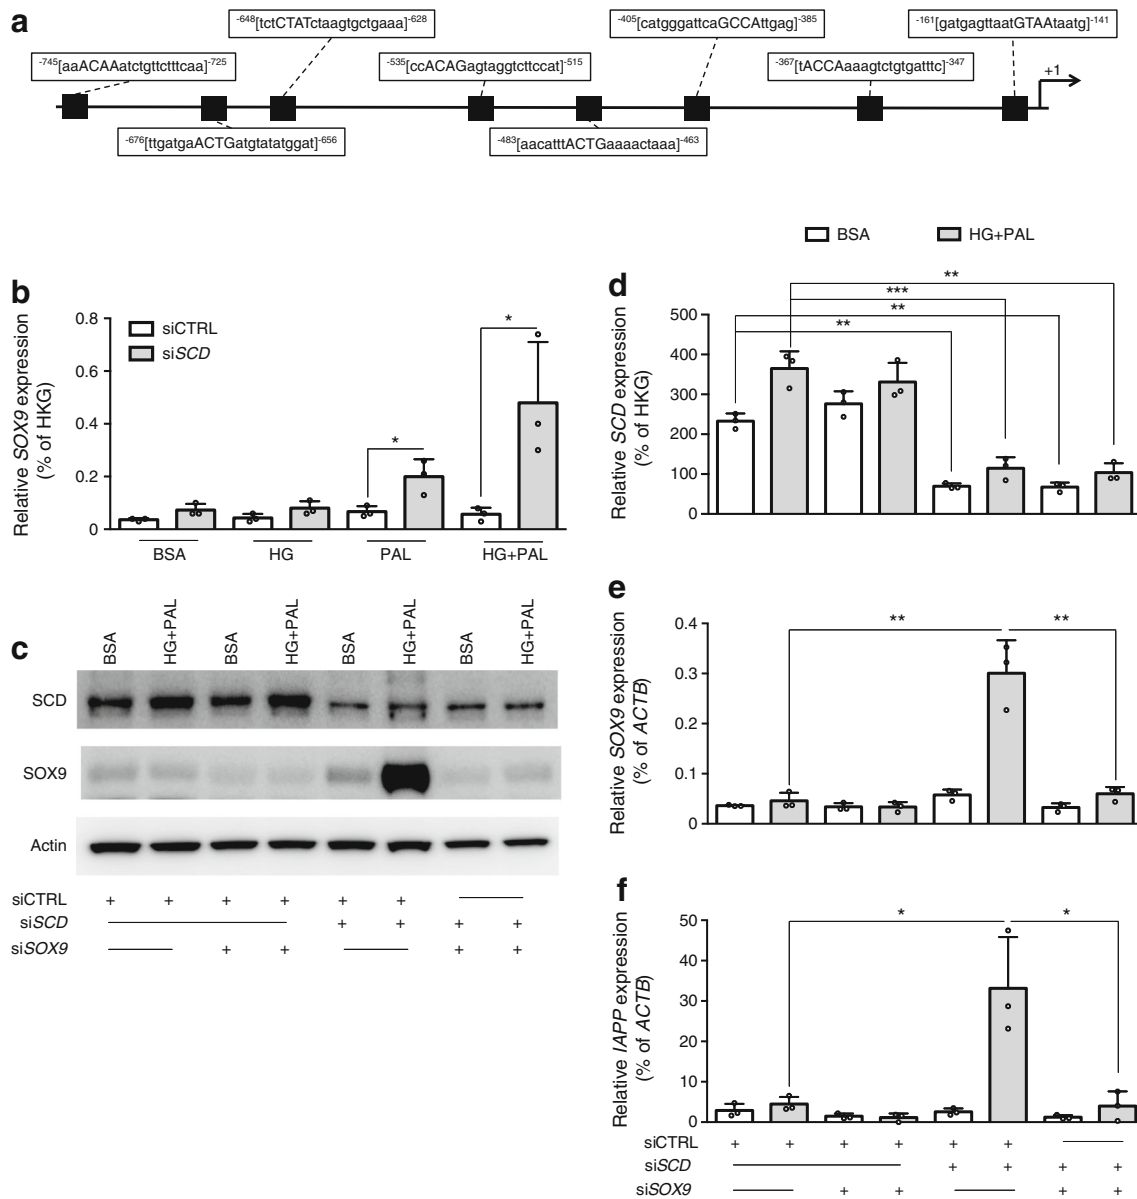 a
-648[tctCTATctaagtgctgaaa]-628
-405[catgggattcaGCCAttgag]-385
-161[gatgagttaatGTAAtaatg]-141
-745[aaACAAatctgttctttcaa]-725
-535[ccACAGagtaggtcttccat]-515
-367[tACCAaaagtctgtgatttc]-347
+1
-676[ttgatgaACTGatgtatatggat]-656
-483[aacatttACTGaaaactaaa]-463
BSA HG+PAL
b
Relative SOX9 expression
(% of HKG)
0.8
0.6
0.4
0.2
0
siCTRL
siSCD
*
*
BSA HG PAL HG+PAL
d
Relative SCD expression
(% of HKG)
500
400
300
200
100
0
**
***
**
**
c
BSA HG+PAL BSA HG+PAL BSA HG+PAL BSA HG+PAL
SCD
SOX9
Actin
siCTRL + + + + + +
siSCD + + + +
siSOX9 + + + +
e
Relative SOX9 expression
(% of ACTB)
0.4
0.3
0.2
0.1
0
** **
f
Relative IAPP expression
(% of ACTB)
50
40
30
20
10
0
* *
siCTRL + + + + + +
siSCD + + + +
siSOX9 + + + +